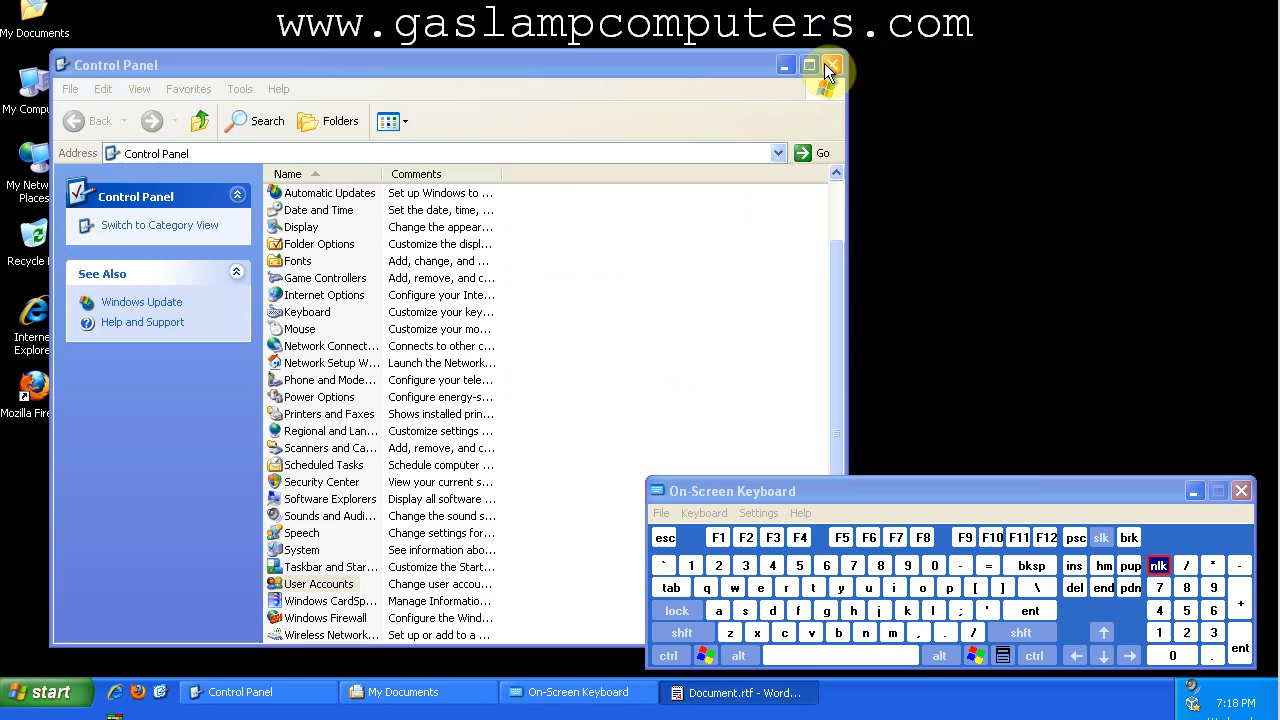 www.gaslampcomputers.com
My Documents
My Compu
My Netw
Places
Recycle
Internet
Explore
Mozilla Fire
Control Panel
File Edit View Favorites Tools Help
Back Search Folders
Address Control Panel Go
Control Panel
Switch to Category View
See Also
Windows Update
Help and Support
Name Comments
Automatic Updates Set up Windows to ...
Date and Time Set the date, time, ...
Display Change the appear...
Folder Options Customize the displ...
Fonts Add, change, and ...
Game Controllers Add, remove, and c...
Internet Options Configure your Inte...
Keyboard Customize your key...
Mouse Customize your mo...
Network Connect... Connects to other c...
Network Setup W... Launch the Network...
Phone and Mode... Configure your tele...
Power Options Configure energy-s...
Printers and Faxes Shows installed prin...
Regional and Lan... Customize settings ...
Scanners and Ca... Add, remove, and c...
Scheduled Tasks Schedule computer ...
Security Center View your current s...
Software Explorers Display all software ...
Sounds and Audi... Change the sound s...
Speech Change settings for...
System See information abo...
Taskbar and Star... Customize the Start...
User Accounts Change user accou...
Windows CardSp... Manage Informatio...
Windows Firewall Configure the Wind...
Wireless Network... Set up or add to a ...
On-Screen Keyboard
File Keyboard Settings Help
esc F1 F2 F3 F4 F5 F6 F7 F8 F9 F10 F11 F12 psc slk brk
` 1 2 3 4 5 6 7 8 9 0 - = bksp ins hm pup nlk / * -
tab q w e r t y u i o p [ ] \ del end pdn 7 8 9 +
lock a s d f g h j k l ; ' ent 4 5 6
shft z x c v b n m , . / shft ↑ 1 2 3 ent
ctrl alt alt ctrl ← ↓ → 0 .
start Control Panel My Documents On-Screen Keyboard Document.rtf - Word... 7:18 PM